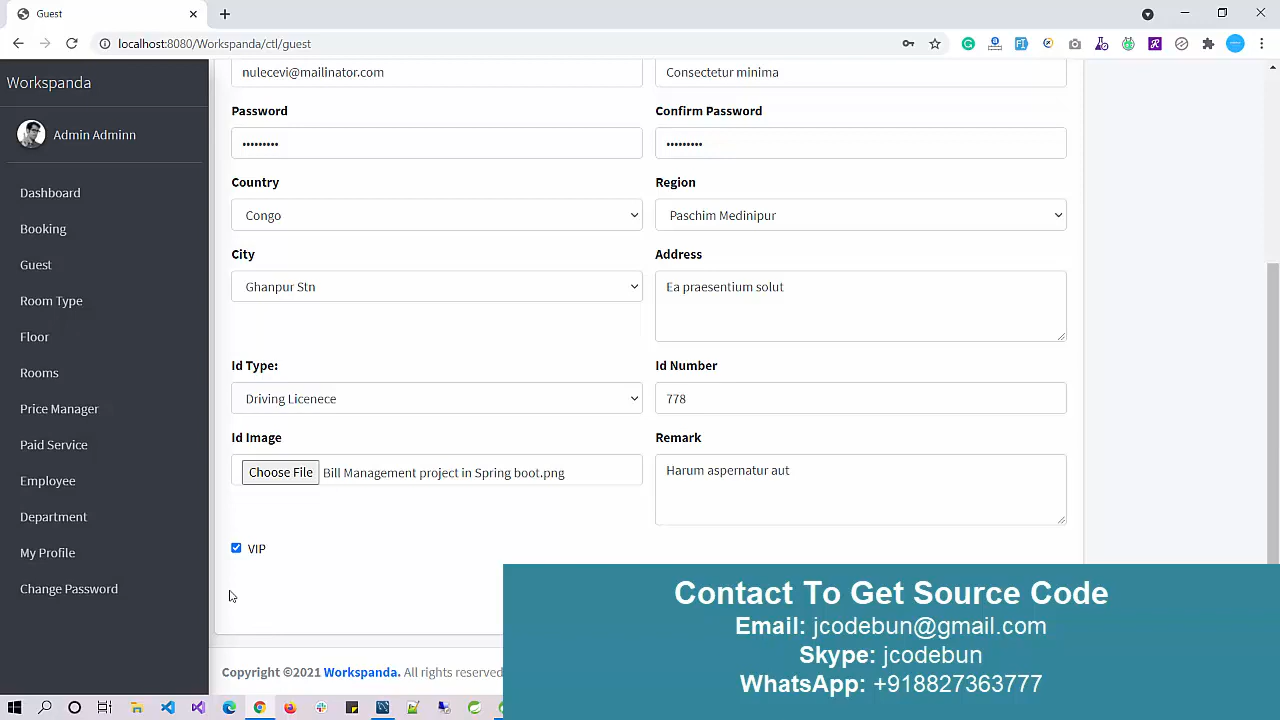 Guest
localhost:8080/Workspanda/ctl/guest
Workspanda
Admin Adminn
Dashboard
Booking
Guest
Room Type
Floor
Rooms
Price Manager
Paid Service
Employee
Department
My Profile
Change Password
nulecevi@mailinator.com
Consectetur minima
Password
Confirm Password
•••••••••
•••••••••
Country
Region
Congo
Paschim Medinipur
City
Address
Ghanpur Stn
Ea praesentium solut
Id Type:
Id Number
Driving Licenece
778
Id Image
Remark
Choose File Bill Management project in Spring boot.png
Harum aspernatur aut
VIP
Copyright ©2021 Workspanda. All rights reserved
Contact To Get Source Code
Email: jcodebun@gmail.com
Skype: jcodebun
WhatsApp: +918827363777